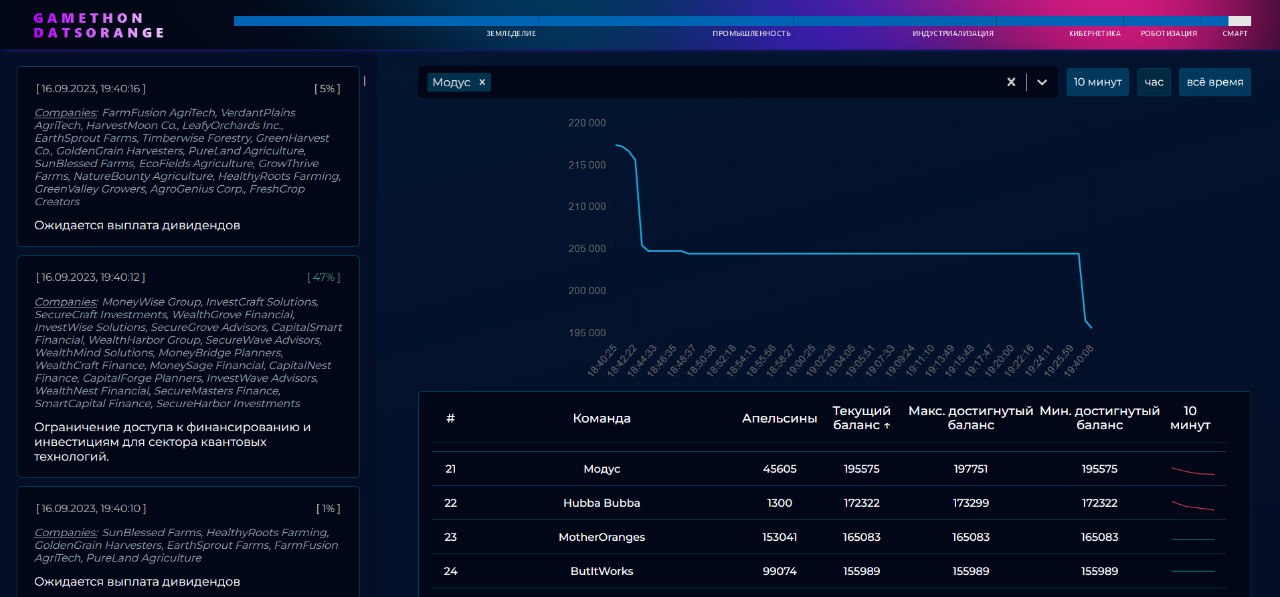 GAMETHON
DATSORANGE
ЗЕМЛЕДЕЛИЕ
ПРОМЫШЛЕННОСТЬ
ИНДУСТРИАЛИЗАЦИЯ
КИБЕРНЕТИКА
РОБОТИЗАЦИЯ
СМАРТ
[ 16.09.2023, 19:40:16 ] [ 5% ]
Companies: FarmFusion AgriTech, VerdantPlains
AgriTech, HarvestMoon Co., LeafyOrchards Inc.,
EarthSprout Farms, Timberwise Forestry, GreenHarvest
Co., GoldenGrain Harvesters, PureLand Agriculture,
SunBlessed Farms, EcoFields Agriculture, GrowThrive
Farms, NatureBounty Agriculture, HealthyRoots Farming,
GreenValley Growers, AgroGenius Corp., FreshCrop
Creators
Ожидается выплата дивидендов
[ 16.09.2023, 19:40:12 ] [ 47% ]
Companies: MoneyWise Group, InvestCraft Solutions,
SecureCraft Investments, WealthGrove Financial,
InvestWise Solutions, SecureGrove Advisors, CapitalSmart
Financial, WealthHarbor Group, SecureWave Advisors,
WealthMind Solutions, MoneyBridge Planners,
WealthCraft Finance, MoneySage Financial, CapitalNest
Finance, CapitalForge Planners, InvestWave Advisors,
WealthNest Financial, SecureMasters Finance,
SmartCapital Finance, SecureHarbor Investments
Ограничение доступа к финансированию и
инвестициям для сектора квантовых
технологий.
[ 16.09.2023, 19:40:10 ] [ 1% ]
Companies: SunBlessed Farms, HealthyRoots Farming,
GoldenGrain Harvesters, EarthSprout Farms, FarmFusion
AgriTech, PureLand Agriculture
Ожидается выплата дивидендов
Модус x
10 минут
час
всё время
220 000
215 000
210 000
205 000
200 000
195 000
18:40:25
18:42:22
18:44:33
18:46:35
18:48:37
18:50:38
18:52:18
18:54:13
18:55:56
18:58:27
19:00:25
19:02:26
19:04:05
19:05:51
19:07:33
19:09:24
19:11:10
19:13:49
19:15:48
19:17:47
19:20:00
19:22:16
19:24:11
19:25:59
19:40:08
# Команда Апельсины Текущий баланс ↑ Макс. достигнутый баланс Мин. достигнутый баланс 10 минут
21 Модус 45605 195575 197751 195575
22 Hubba Bubba 1300 172322 173299 172322
23 MotherOranges 153041 165083 165083 165083
24 ButItWorks 99074 155989 155989 155989